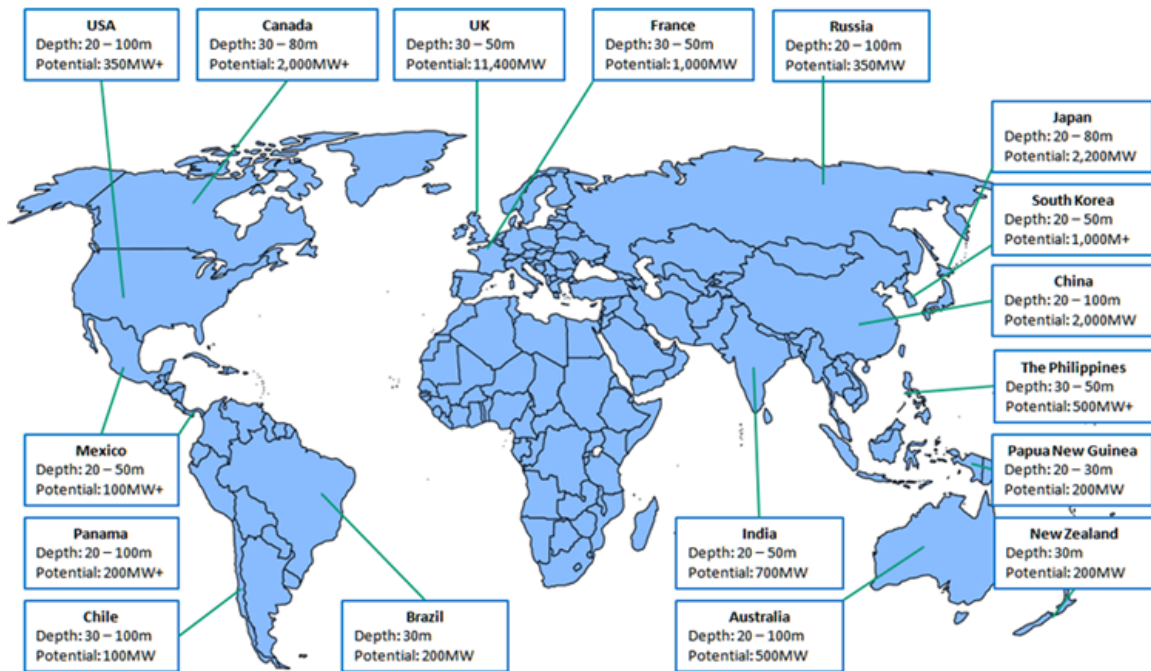 USA
Depth: 20 – 100m
Potential: 350MW+
Canada
Depth: 30 – 80m
Potential: 2,000MW+
UK
Depth: 30 – 50m
Potential: 11,400MW
France
Depth: 30 – 50m
Potential: 1,000MW
Russia
Depth: 20 – 100m
Potential: 350MW
Japan
Depth: 20 – 80m
Potential: 2,200MW
South Korea
Depth: 20 – 50m
Potential: 1,000M+
China
Depth: 20 – 100m
Potential: 2,000MW
The Philippines
Depth: 30 – 50m
Potential: 500MW+
Mexico
Depth: 20 – 50m
Potential: 100MW+
Papua New Guinea
Depth: 20 – 30m
Potential: 200MW
Panama
Depth: 20 – 100m
Potential: 200MW+
India
Depth: 20 – 50m
Potential: 700MW
New Zealand
Depth: 30m
Potential: 200MW
Chile
Depth: 30 – 100m
Potential: 100MW
Brazil
Depth: 30m
Potential: 200MW
Australia
Depth: 20 – 100m
Potential: 500MW